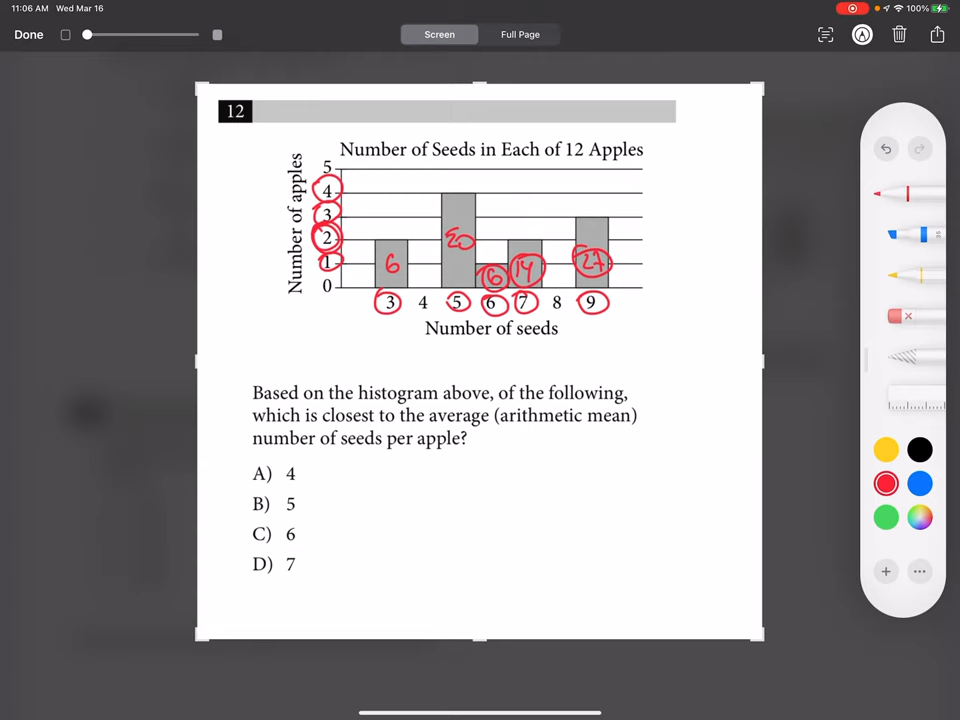 11:06 AM Wed Mar 16
100%
Done
Screen
Full Page
12
Number of Seeds in Each of 12 Apples
Number of apples
5
4
3
2
1
0
6
20
6
14
27
3 4 5 6 7 8 9
Number of seeds
Based on the histogram above, of the following,
which is closest to the average (arithmetic mean)
number of seeds per apple?
A) 4
B) 5
C) 6
D) 7